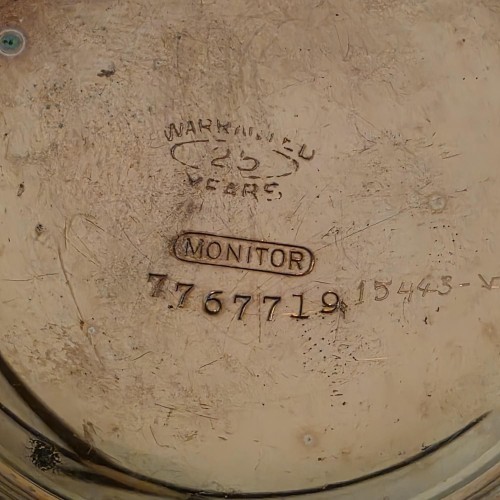 WARRANTED
25
YEARS
MONITOR
7767719 15443-